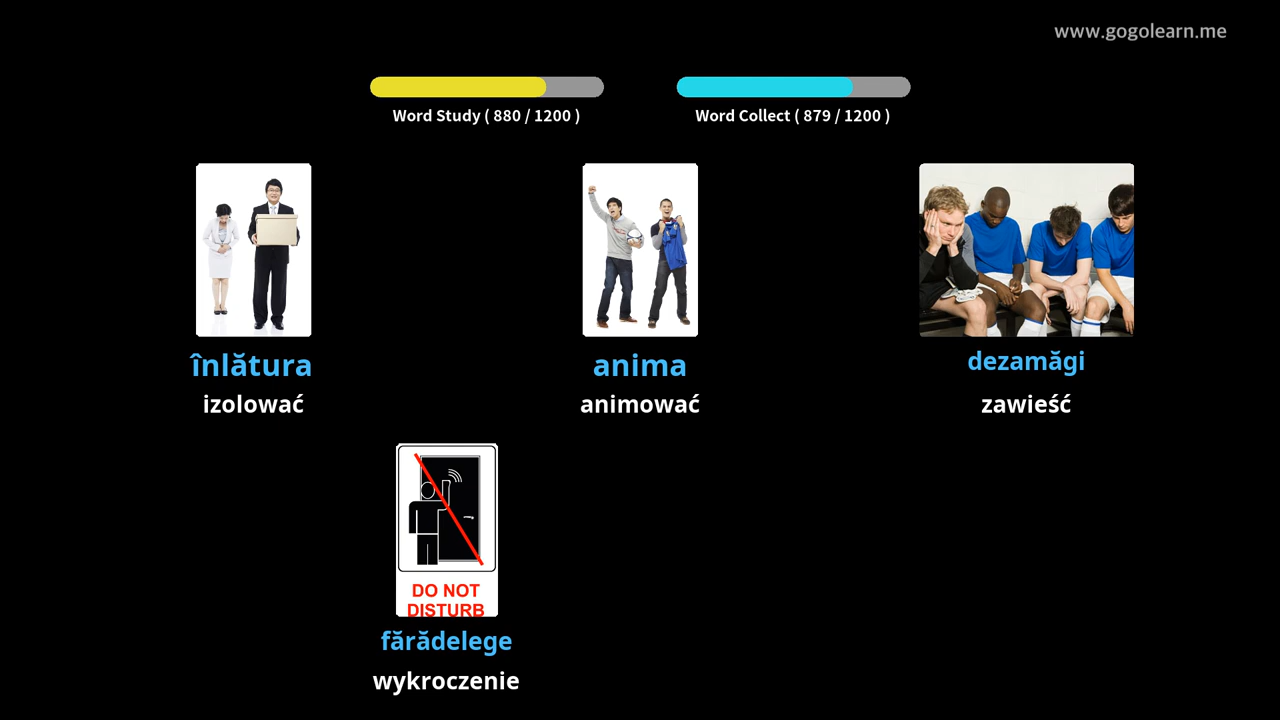 www.gogolearn.me
Word Study ( 880 / 1200 )
Word Collect ( 879 / 1200 )
înlătura
izolować
anima
animować
dezamăgi
zawieść
DO NOT
DISTURB
fărădelege
wykroczenie